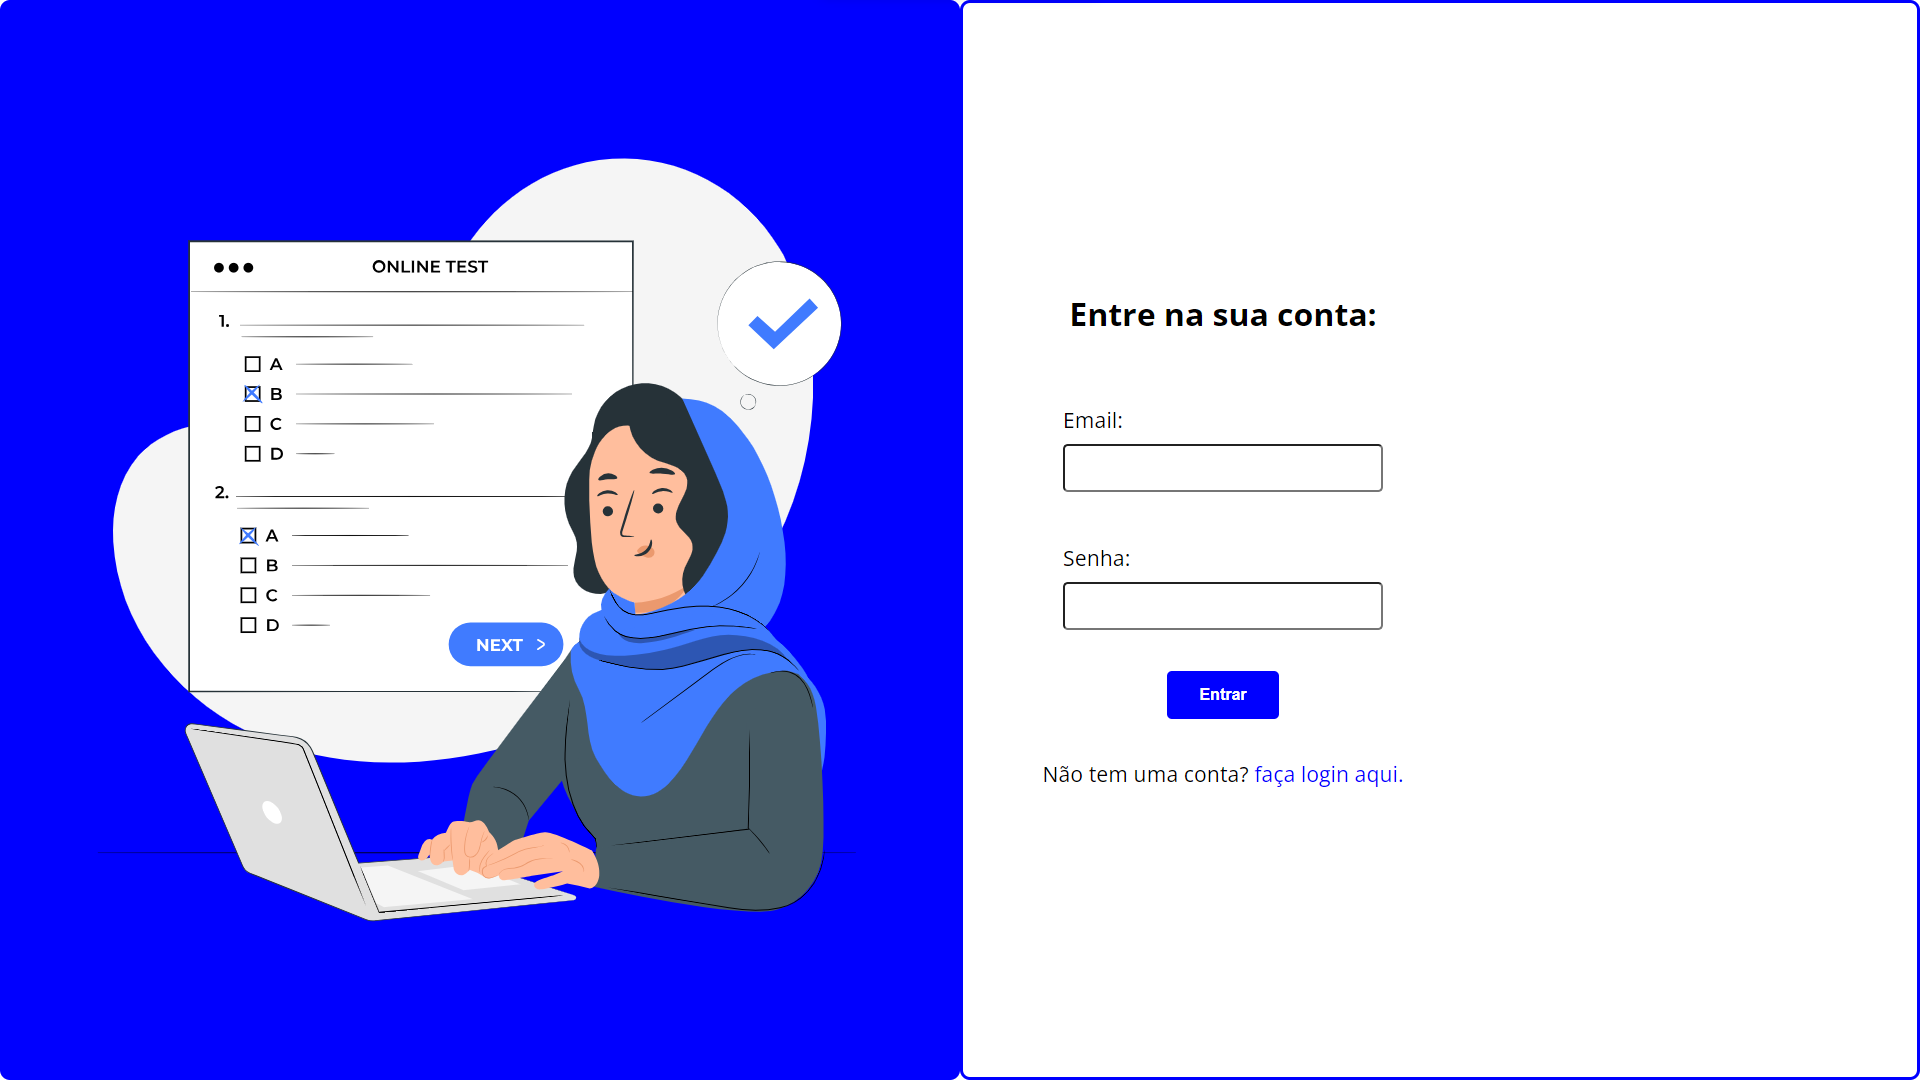 ONLINE TEST
1.
A
B
C
D
2.
A
B
C
D
NEXT >
Entre na sua conta:
Email:
Senha:
Entrar
Não tem uma conta? faça login aqui.